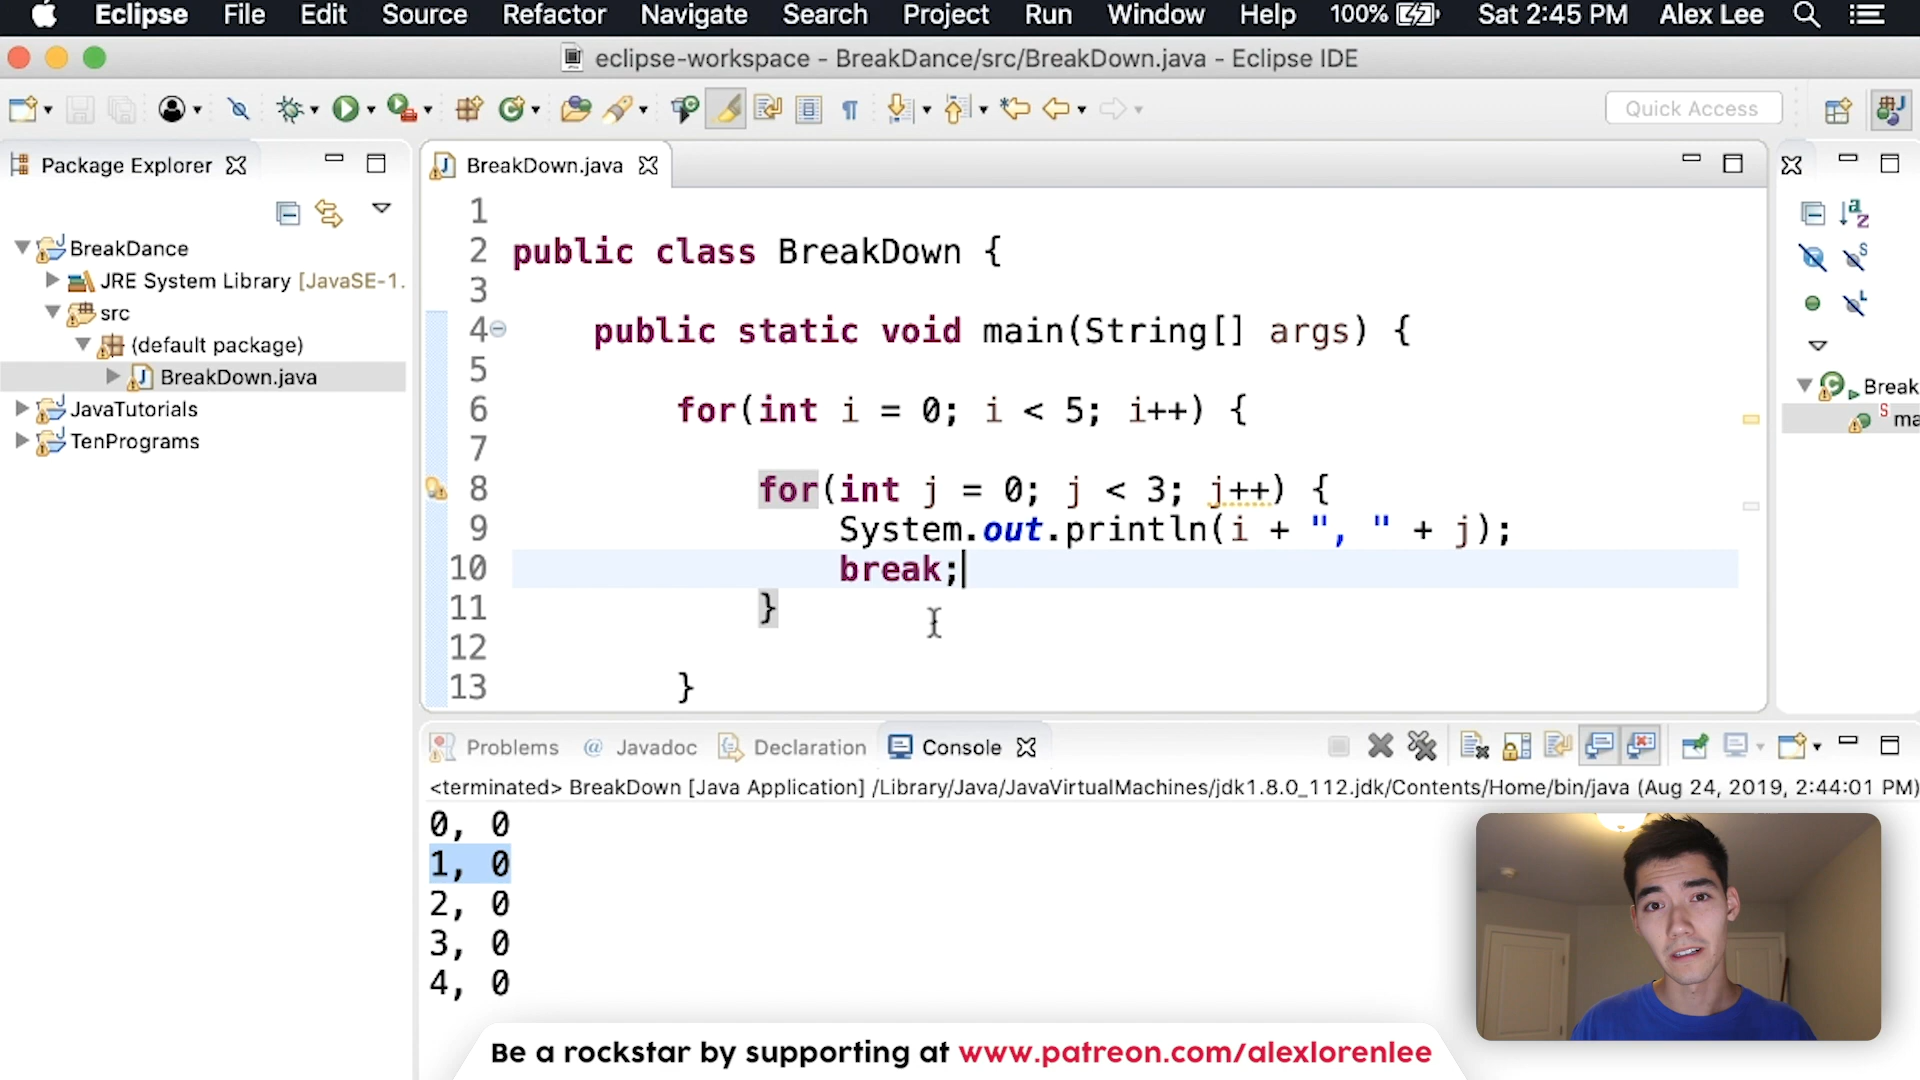 Eclipse File Edit Source Refactor Navigate Search Project Run Window Help 100% Sat 2:45 PM Alex Lee
eclipse-workspace - BreakDance/src/BreakDown.java - Eclipse IDE
Quick Access
Package Explorer
BreakDance
JRE System Library [JavaSE-1.
src
(default package)
BreakDown.java
JavaTutorials
TenPrograms
BreakDown.java
1
2 public class BreakDown {
3
4 public static void main(String[] args) {
5
6 for(int i = 0; i < 5; i++) {
7
8 for(int j = 0; j < 3; j++) {
9 System.out.println(i + ", " + j);
10 break;
11 }
12
13 }
Break
ma
Problems Javadoc Declaration Console
<terminated> BreakDown [Java Application] /Library/Java/JavaVirtualMachines/jdk1.8.0_112.jdk/Contents/Home/bin/java (Aug 24, 2019, 2:44:01 PM)
0, 0
1, 0
2, 0
3, 0
4, 0
Be a rockstar by supporting at www.patreon.com/alexlorenlee